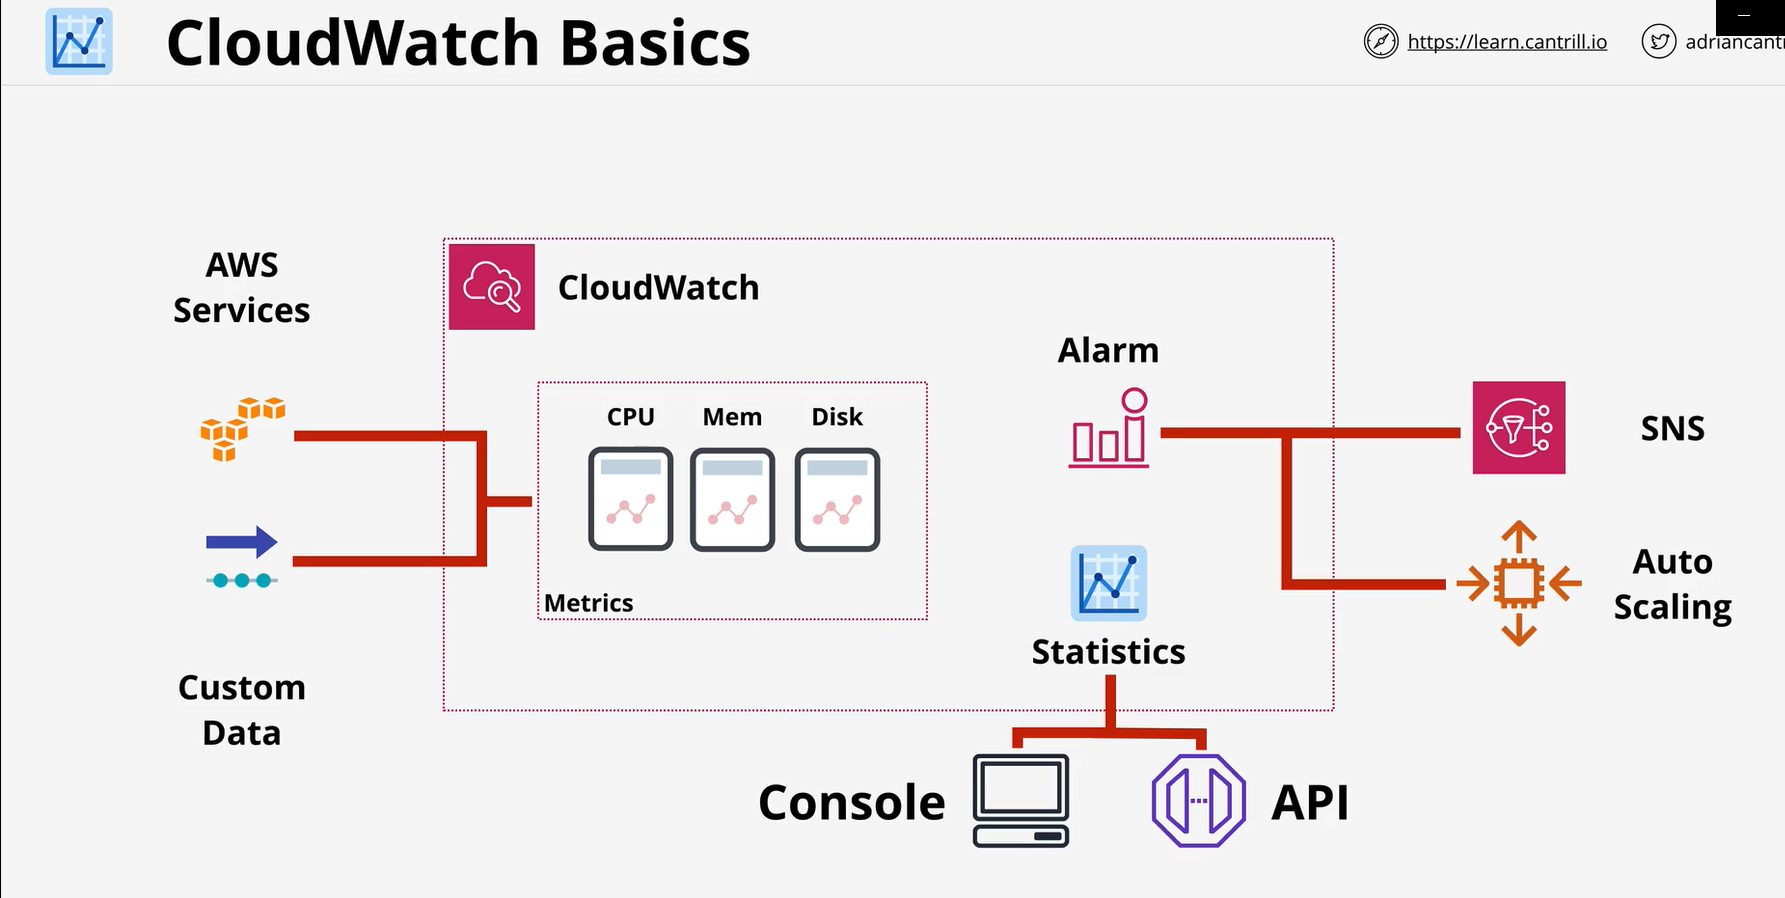 CloudWatch Basics
https://learn.cantrill.io
adriancant
AWS
Services
CloudWatch
Alarm
CPU
Mem
Disk
SNS
Auto
Scaling
Metrics
Statistics
Custom
Data
Console
API